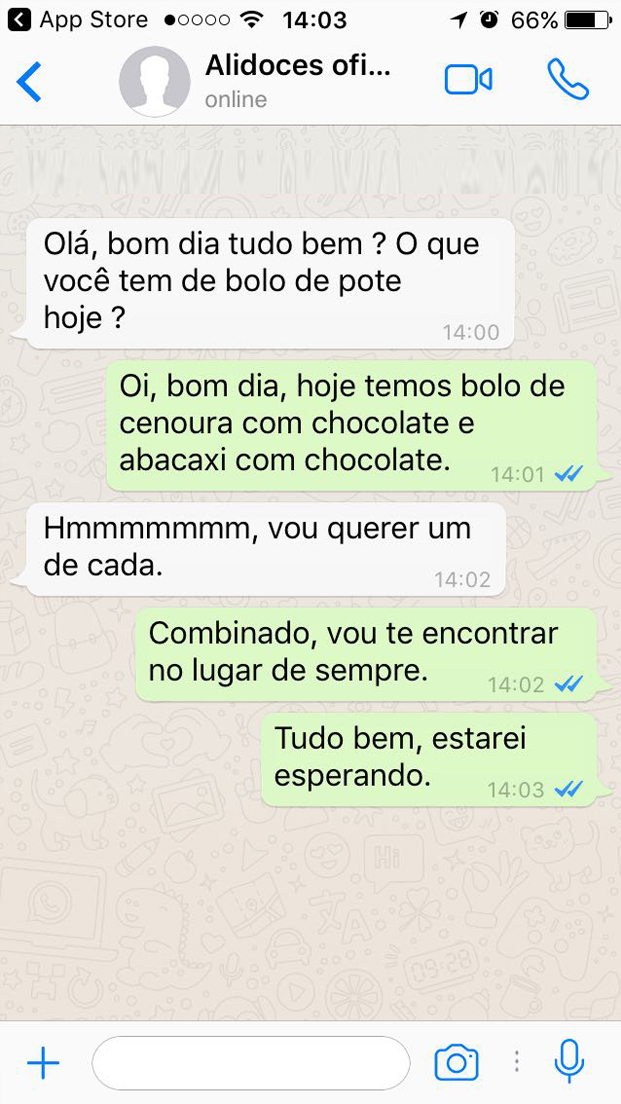 App Store 14:03 66%
Alidoces ofi...
online
Olá, bom dia tudo bem ? O que
você tem de bolo de pote
hoje ?
14:00
Oi, bom dia, hoje temos bolo de
cenoura com chocolate e
abacaxi com chocolate.
14:01
Hmmmmmmm, vou querer um
de cada.
14:02
Combinado, vou te encontrar
no lugar de sempre.
14:02
Tudo bem, estarei
esperando.
14:03
Hi
09:28